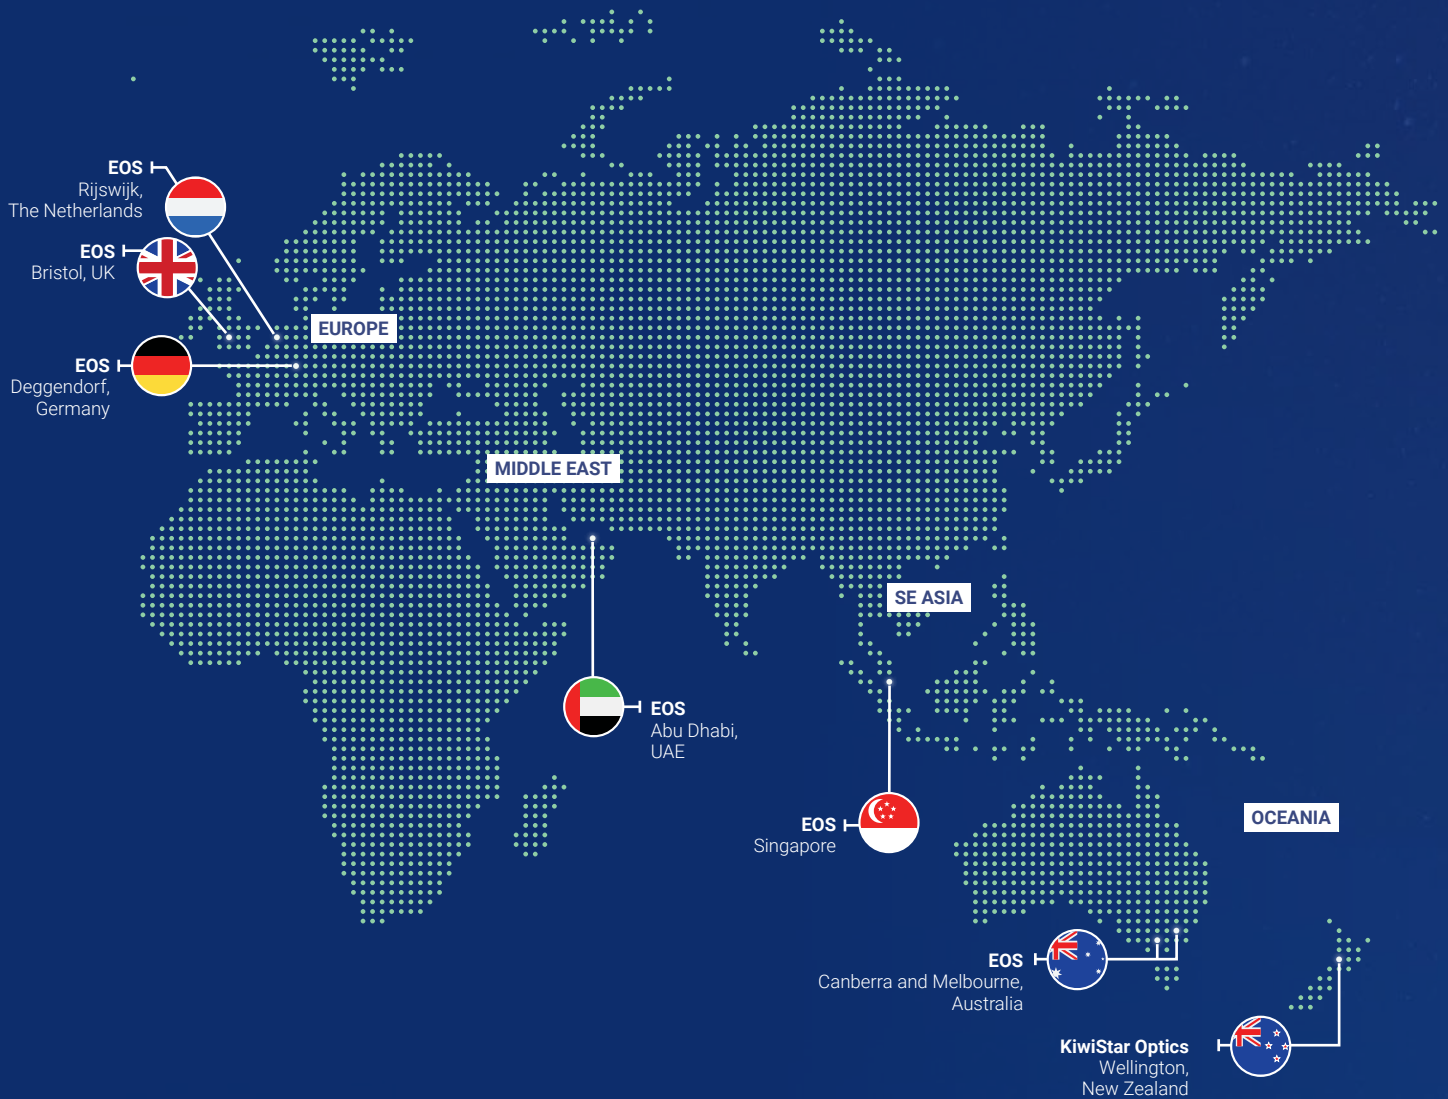 EOS
Rijswijk,
The Netherlands
EOS
Bristol, UK
EUROPE
EOS
Deggendorf,
Germany
MIDDLE EAST
SE ASIA
EOS
Abu Dhabi,
UAE
OCEANIA
EOS
Singapore
EOS
Canberra and Melbourne,
Australia
KiwiStar Optics
Wellington,
New Zealand